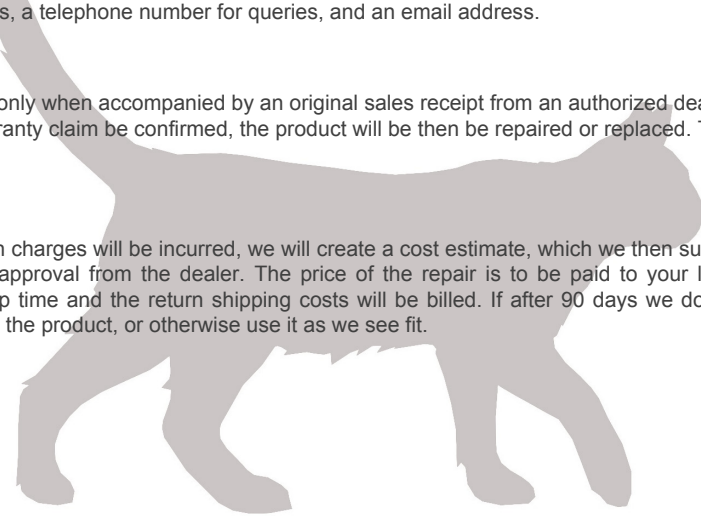 s, a telephone number for queries, and an email address.
only when accompanied by an original sales receipt from an authorized dea
ranty claim be confirmed, the product will be then be repaired or replaced. T
h charges will be incurred, we will create a cost estimate, which we then su
approval from the dealer. The price of the repair is to be paid to your l
p time and the return shipping costs will be billed. If after 90 days we do
the product, or otherwise use it as we see fit.